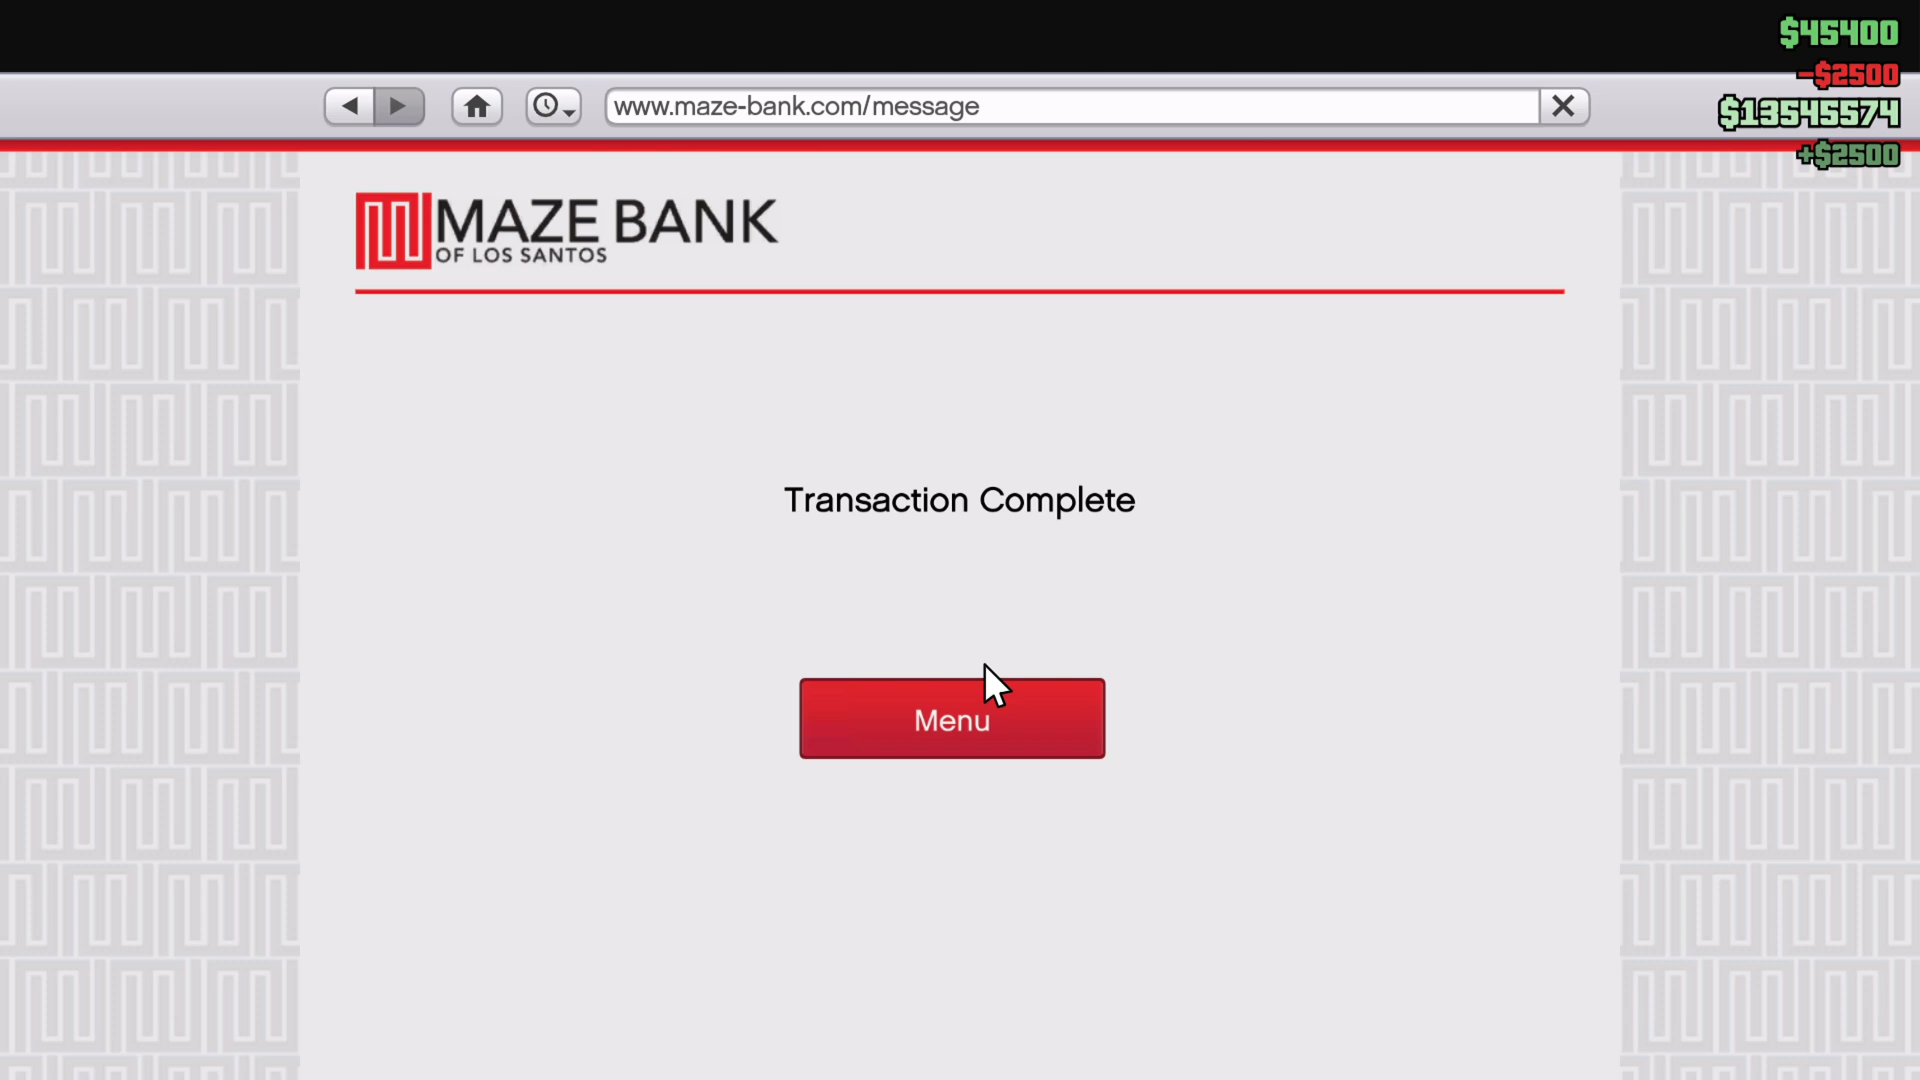 $45400
-$2500
www.maze-bank.com/message
$13545574
+$2500
MAZE BANK
OF LOS SANTOS
Transaction Complete
Menu